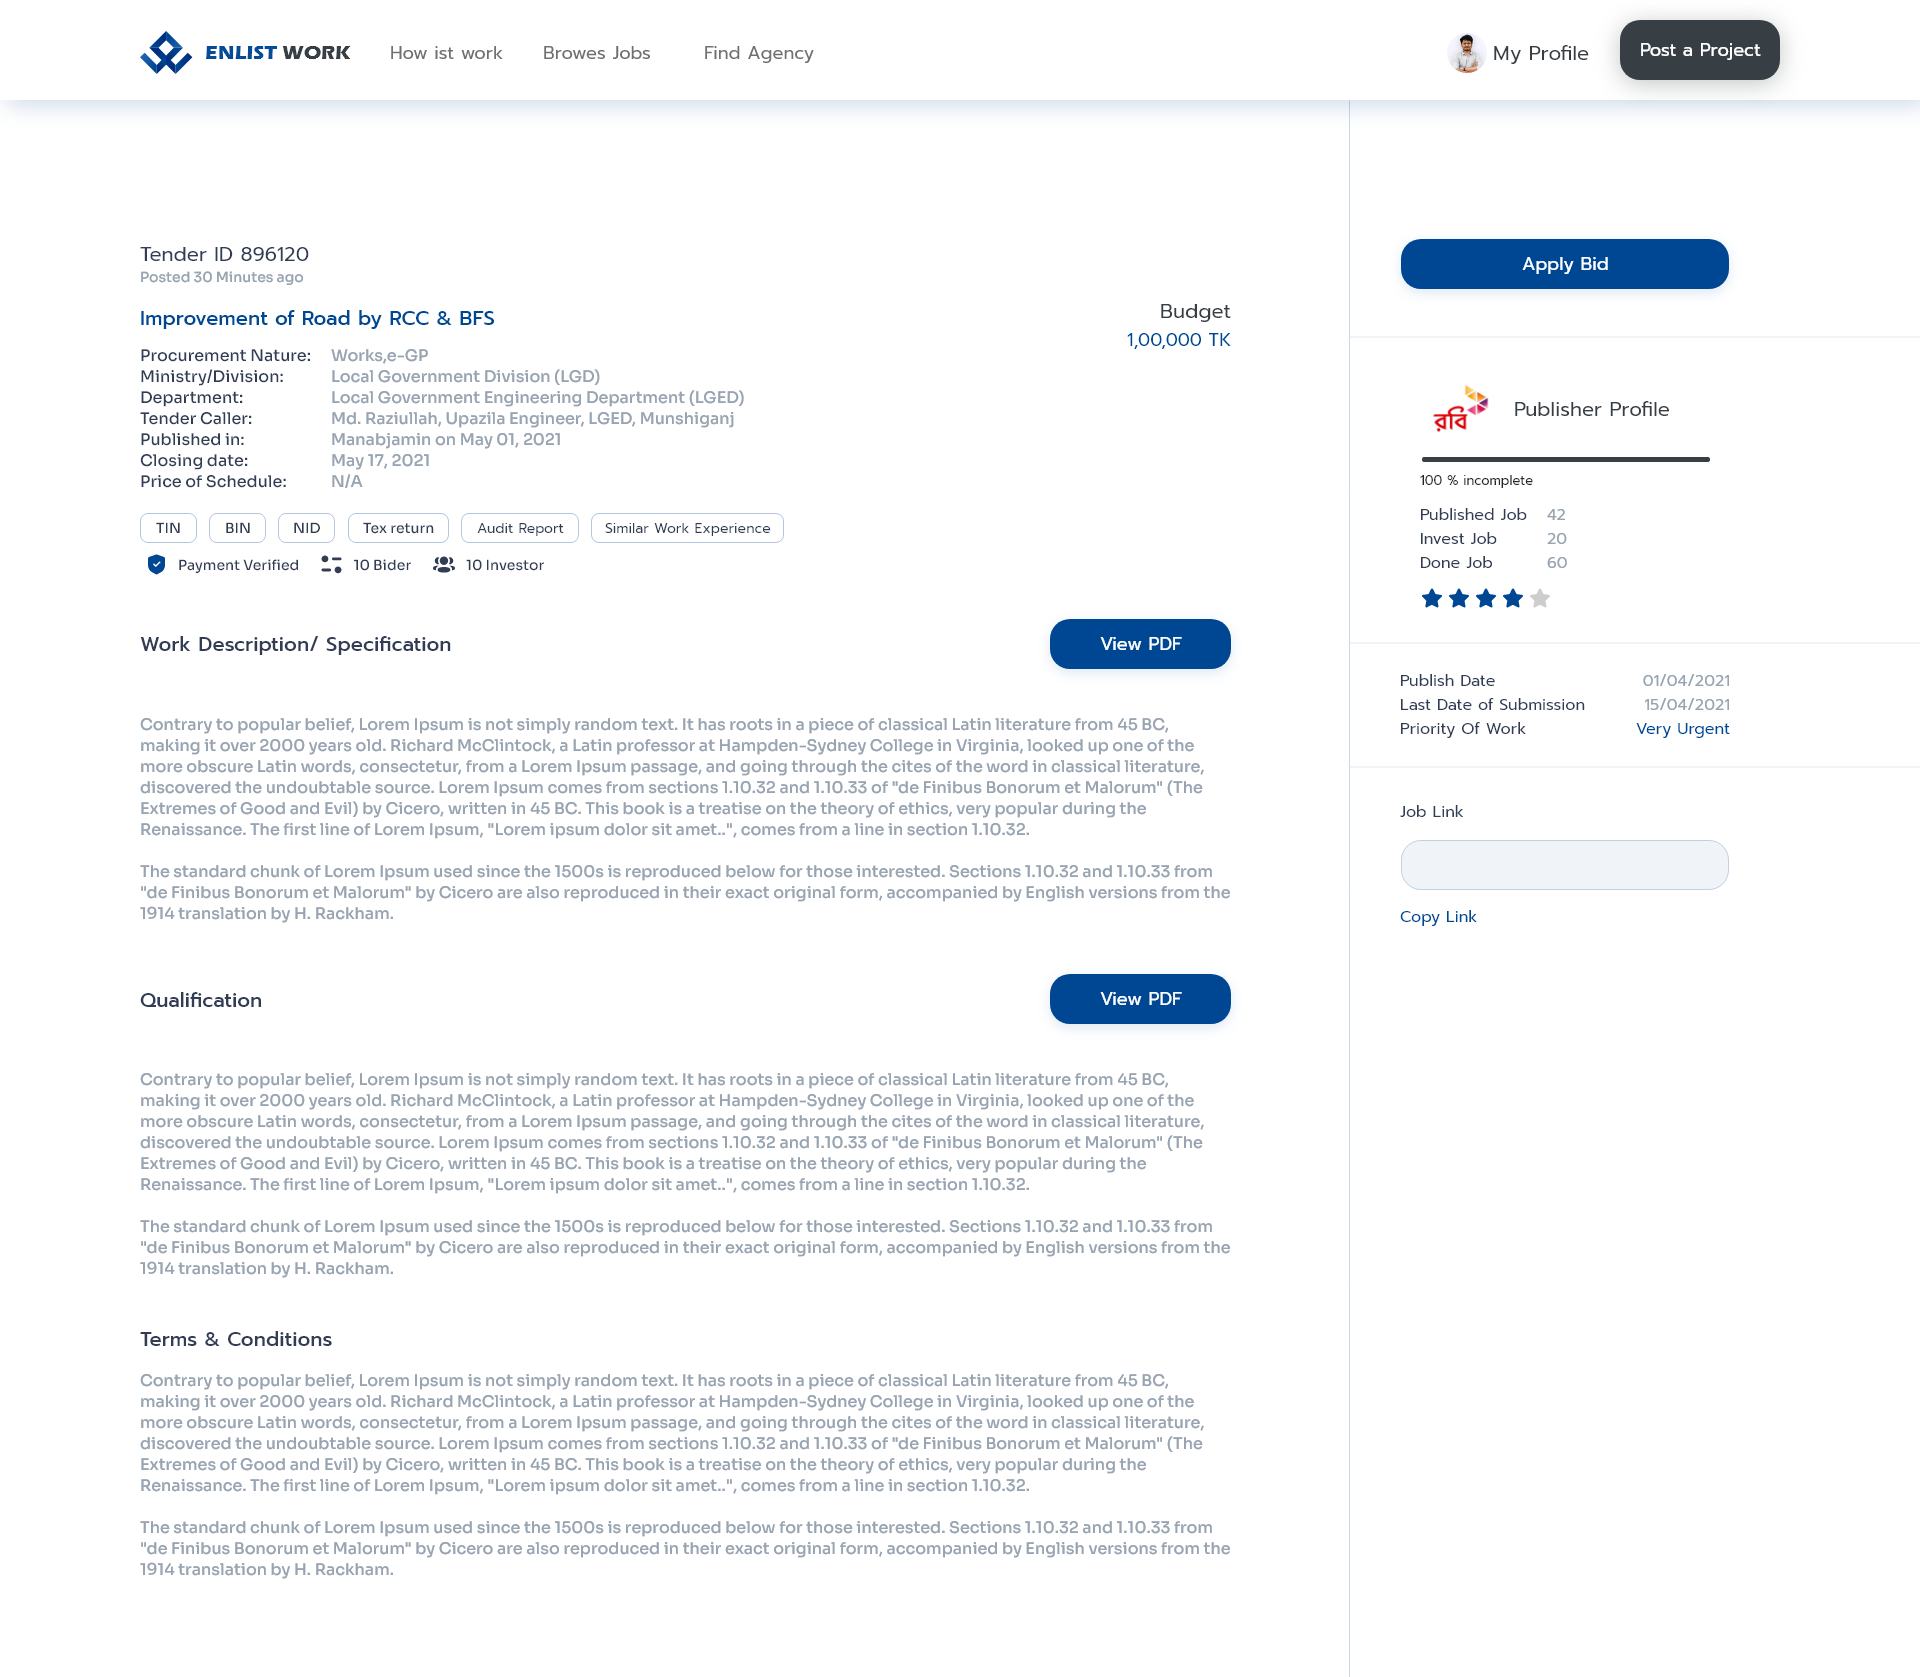 ENLIST WORK
How ist work
Browes Jobs
Find Agency
My Profile
Post a Project
Tender ID 896120
Posted 30 Minutes ago
Improvement of Road by RCC & BFS
Budget
1,00,000 TK
Procurement Nature: Works,e-GP
Ministry/Division: Local Government Division (LGD)
Department: Local Government Engineering Department (LGED)
Tender Caller: Md. Raziullah, Upazila Engineer, LGED, Munshiganj
Published in: Manabjamin on May 01, 2021
Closing date: May 17, 2021
Price of Schedule: N/A
TIN BIN NID Tex return Audit Report Similar Work Experience
Payment Verified 10 Bider 10 Investor
Work Description/ Specification
View PDF
Contrary to popular belief, Lorem Ipsum is not simply random text. It has roots in a piece of classical Latin literature from 45 BC,
making it over 2000 years old. Richard McClintock, a Latin professor at Hampden-Sydney College in Virginia, looked up one of the
more obscure Latin words, consectetur, from a Lorem Ipsum passage, and going through the cites of the word in classical literature,
discovered the undoubtable source. Lorem Ipsum comes from sections 1.10.32 and 1.10.33 of "de Finibus Bonorum et Malorum" (The
Extremes of Good and Evil) by Cicero, written in 45 BC. This book is a treatise on the theory of ethics, very popular during the
Renaissance. The first line of Lorem Ipsum, "Lorem ipsum dolor sit amet..", comes from a line in section 1.10.32.
The standard chunk of Lorem Ipsum used since the 1500s is reproduced below for those interested. Sections 1.10.32 and 1.10.33 from
"de Finibus Bonorum et Malorum" by Cicero are also reproduced in their exact original form, accompanied by English versions from the
1914 translation by H. Rackham.
Qualification
View PDF
Contrary to popular belief, Lorem Ipsum is not simply random text. It has roots in a piece of classical Latin literature from 45 BC,
making it over 2000 years old. Richard McClintock, a Latin professor at Hampden-Sydney College in Virginia, looked up one of the
more obscure Latin words, consectetur, from a Lorem Ipsum passage, and going through the cites of the word in classical literature,
discovered the undoubtable source. Lorem Ipsum comes from sections 1.10.32 and 1.10.33 of "de Finibus Bonorum et Malorum" (The
Extremes of Good and Evil) by Cicero, written in 45 BC. This book is a treatise on the theory of ethics, very popular during the
Renaissance. The first line of Lorem Ipsum, "Lorem ipsum dolor sit amet..", comes from a line in section 1.10.32.
The standard chunk of Lorem Ipsum used since the 1500s is reproduced below for those interested. Sections 1.10.32 and 1.10.33 from
"de Finibus Bonorum et Malorum" by Cicero are also reproduced in their exact original form, accompanied by English versions from the
1914 translation by H. Rackham.
Terms & Conditions
Contrary to popular belief, Lorem Ipsum is not simply random text. It has roots in a piece of classical Latin literature from 45 BC,
making it over 2000 years old. Richard McClintock, a Latin professor at Hampden-Sydney College in Virginia, looked up one of the
more obscure Latin words, consectetur, from a Lorem Ipsum passage, and going through the cites of the word in classical literature,
discovered the undoubtable source. Lorem Ipsum comes from sections 1.10.32 and 1.10.33 of "de Finibus Bonorum et Malorum" (The
Extremes of Good and Evil) by Cicero, written in 45 BC. This book is a treatise on the theory of ethics, very popular during the
Renaissance. The first line of Lorem Ipsum, "Lorem ipsum dolor sit amet..", comes from a line in section 1.10.32.
The standard chunk of Lorem Ipsum used since the 1500s is reproduced below for those interested. Sections 1.10.32 and 1.10.33 from
"de Finibus Bonorum et Malorum" by Cicero are also reproduced in their exact original form, accompanied by English versions from the
1914 translation by H. Rackham.
Apply Bid
রবি
Publisher Profile
100 % incomplete
Published Job 42
Invest Job 20
Done Job 60
Publish Date 01/04/2021
Last Date of Submission 15/04/2021
Priority Of Work Very Urgent
Job Link
Copy Link